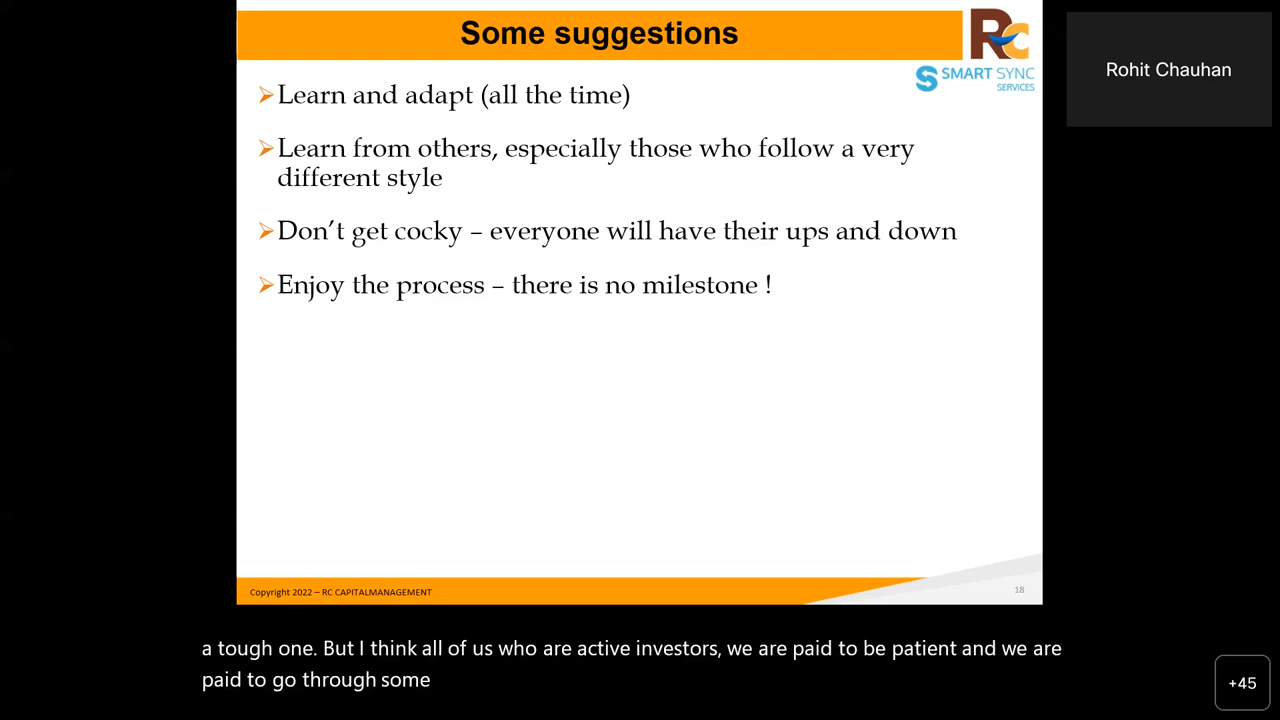 Some suggestions
RC
SMART SYNC
SERVICES
Rohit Chauhan
Learn and adapt (all the time)
Learn from others, especially those who follow a very
different style
Don’t get cocky – everyone will have their ups and down
Enjoy the process – there is no milestone !
Copyright 2022 – RC CAPITALMANAGEMENT
18
a tough one. But I think all of us who are active investors, we are paid to be patient and we are
paid to go through some
+45